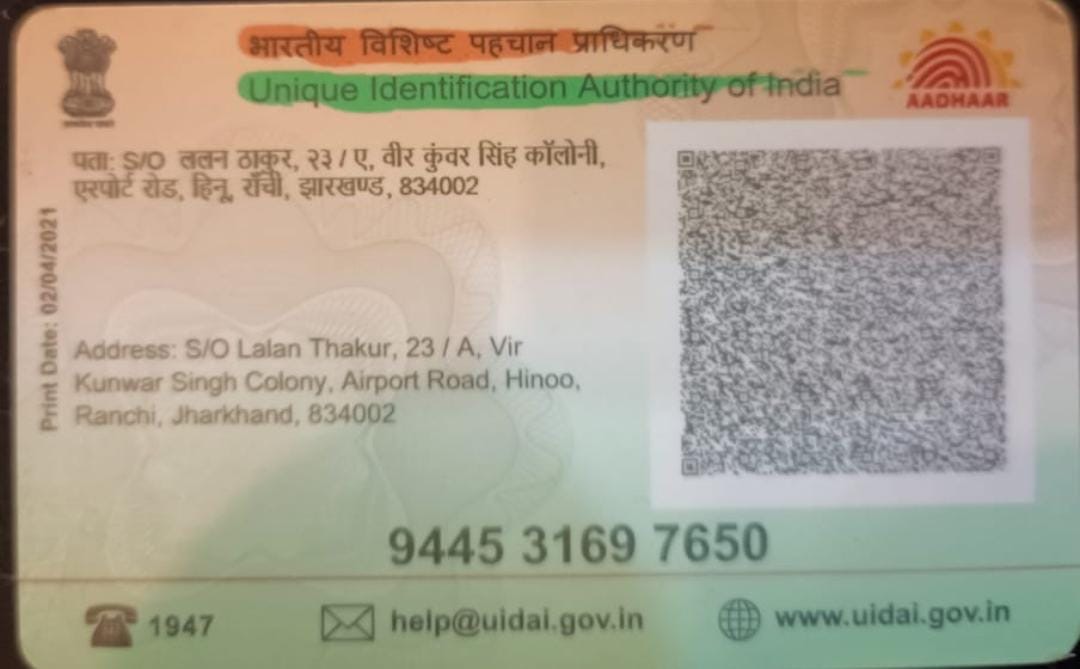 भारतीय विशिष्ट पहचान प्राधिकरण
Unique Identification Authority of India
AADHAAR
पता: S/O ललन ठाकुर, २३ / ए, वीर कुंवर सिंह कॉलोनी,
एरपोर्ट रोड, हिनू, राँची, झारखण्ड, 834002
Print Date: 02/04/2021
Address: S/O Lalan Thakur, 23 / A, Vir
Kunwar Singh Colony, Airport Road, Hinoo,
Ranchi, Jharkhand, 834002
9445 3169 7650
1947
help@uidai.gov.in
www.uidai.gov.in